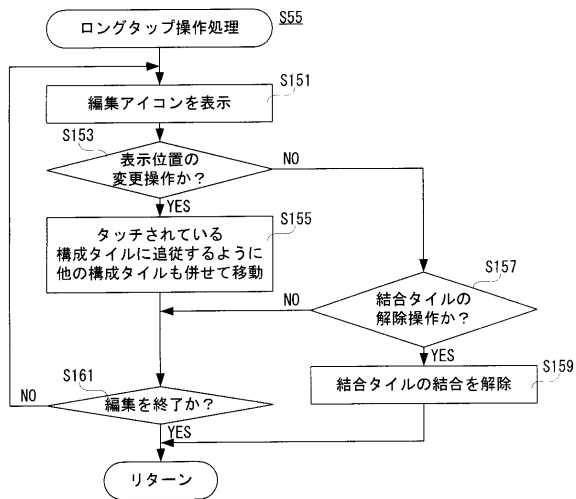 ロングタップ操作処理
S55
S151
編集アイコンを表示
S153
表示位置の
変更操作か？
NO
YES
S155
タッチされている
構成タイルに追従するように
他の構成タイルも併せて移動
S157
結合タイルの
解除操作か？
NO
YES
S159
結合タイルの結合を解除
S161
編集を終了か？
NO
YES
リターン